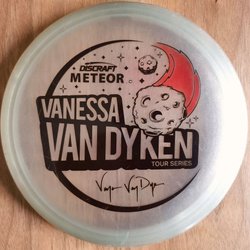 DISCRAFT
METEOR
VANESSA
VAN DYKEN
TOUR SERIES